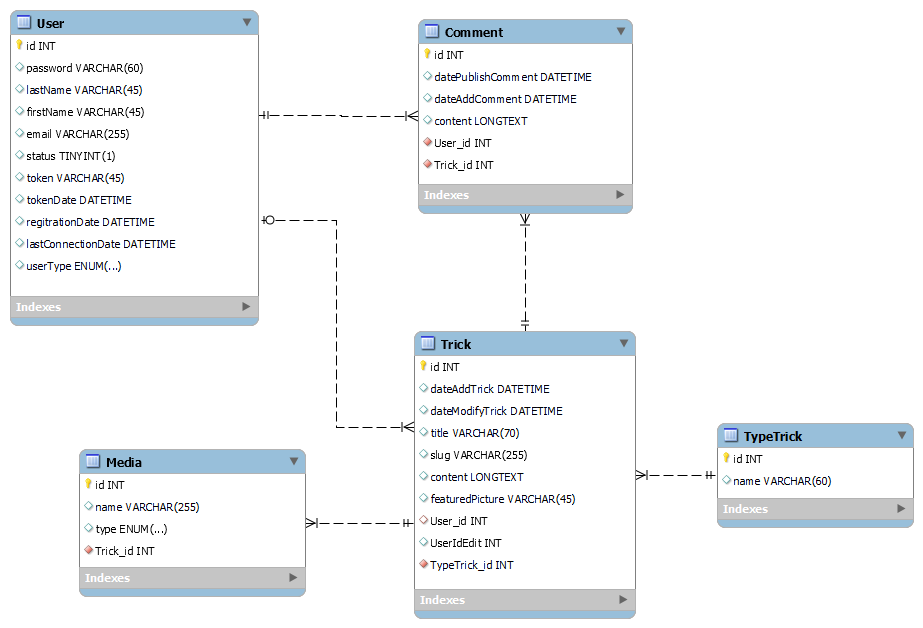 User
id INT
password VARCHAR(60)
lastName VARCHAR(45)
firstName VARCHAR(45)
email VARCHAR(255)
status TINYINT(1)
token VARCHAR(45)
tokenDate DATETIME
regitrationDate DATETIME
lastConnectionDate DATETIME
userType ENUM(...)
Indexes
Comment
id INT
datePublishComment DATETIME
dateAddComment DATETIME
content LONGTEXT
User_id INT
Trick_id INT
Indexes
Trick
id INT
dateAddTrick DATETIME
dateModifyTrick DATETIME
title VARCHAR(70)
slug VARCHAR(255)
content LONGTEXT
featuredPicture VARCHAR(45)
User_id INT
UserIdEdit INT
TypeTrick_id INT
Indexes
Media
id INT
name VARCHAR(255)
type ENUM(...)
Trick_id INT
Indexes
TypeTrick
id INT
name VARCHAR(60)
Indexes